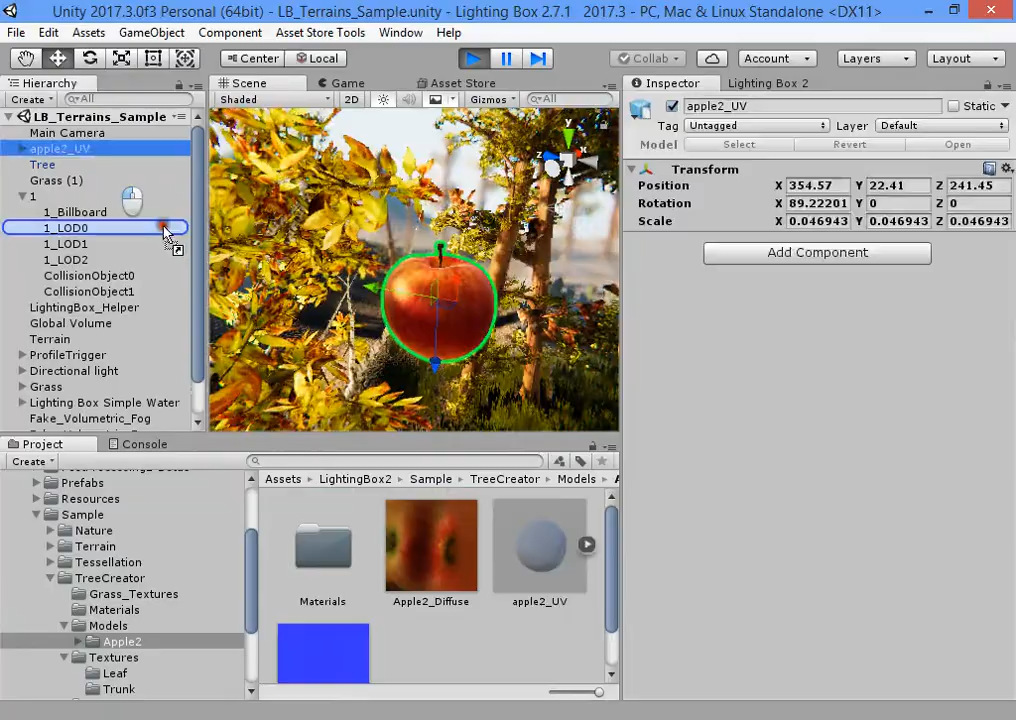 Unity 2017.3.0f3 Personal (64bit) - LB_Terrains_Sample.unity - Lighting Box 2.7.1 2017.3 - PC, Mac & Linux Standalone <DX11>
File Edit Assets GameObject Component Asset Store Tools Window Help
Center Local Collab Account Layers Layout
Hierarchy
Create All
LB_Terrains_Sample
Main Camera
apple2_UV
Tree
Grass (1)
1
1_Billboard
1_LOD0
1_LOD1
1_LOD2
CollisionObject0
CollisionObject1
LightingBox_Helper
Global Volume
Terrain
ProfileTrigger
Directional light
Grass
Lighting Box Simple Water
Fake_Volumetric_Fog
Scene Game Asset Store
Shaded 2D Gizmos All
y
x
z
Inspector Lighting Box 2
apple2_UV Static
Tag Untagged Layer Default
Model Select Revert Open
Transform
Position X 354.57 Y 22.41 Z 241.45
Rotation X 89.22201 Y 0 Z 0
Scale X 0.046943 Y 0.046943 Z 0.046943
Add Component
Project Console
Create
Prefabs
Resources
Sample
Nature
Terrain
Tessellation
TreeCreator
Grass_Textures
Materials
Models
Apple2
Textures
Leaf
Trunk
Assets LightingBox2 Sample TreeCreator Models
Materials Apple2_Diffuse apple2_UV